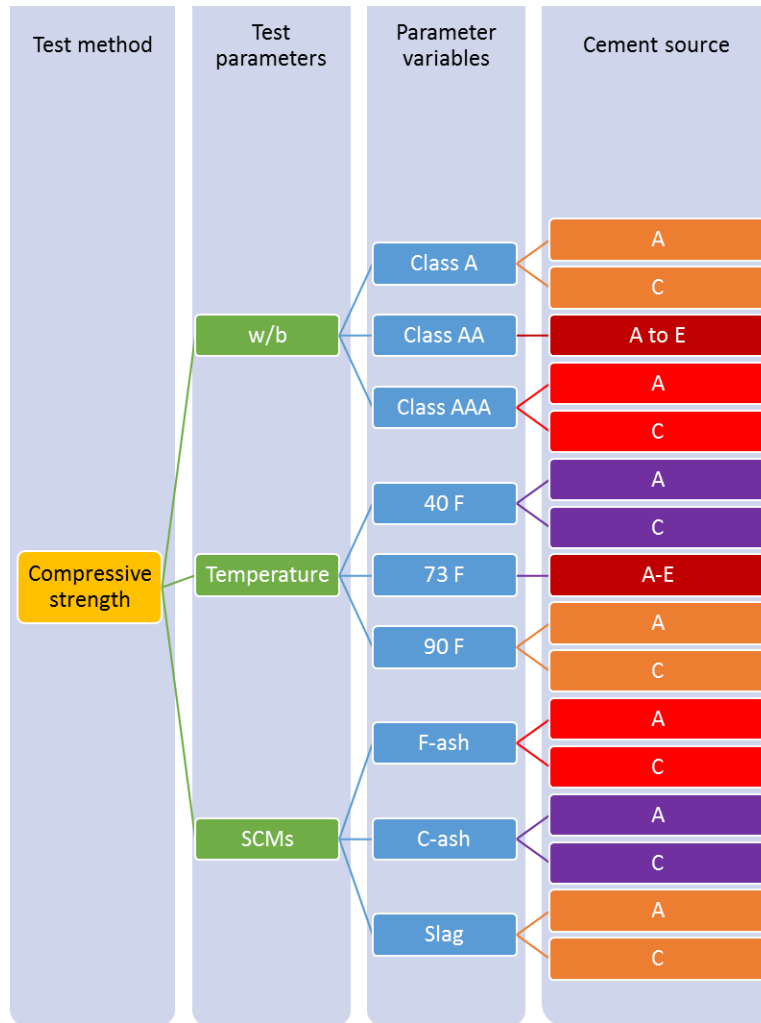 Test method
Test
parameters
Parameter
variables
Cement source
Compressive
strength
w/b
Class A
A
C
Class AA
A to E
Class AAA
A
C
Temperature
40 F
A
C
73 F
A-E
90 F
A
C
SCMs
F-ash
A
C
C-ash
A
C
Slag
A
C